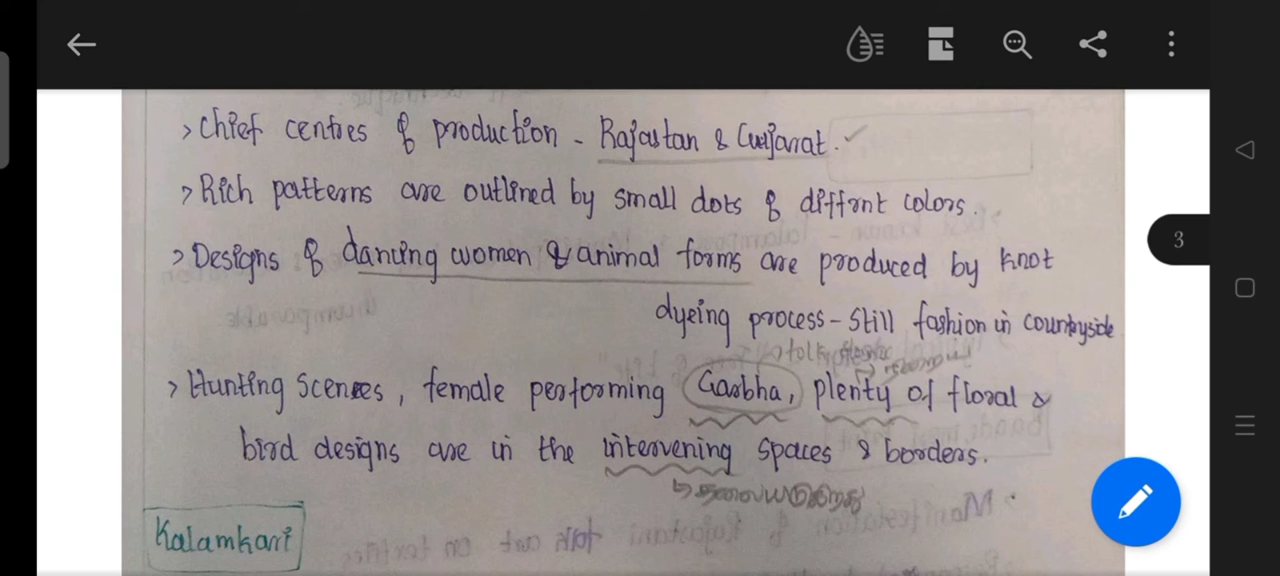 3
> Chief centres of production - Rajastan & Gujarat. ✓
> Rich patterns are outlined by small dots of diffrnt colors.
> Designs of dancing women & animal forms are produced by knot
dyeing process - Still fashion in countryside
> Hunting Scenes, female performing Garbha, plenty of floral &
bird designs are in the intervening spaces & borders.
Kalamkari